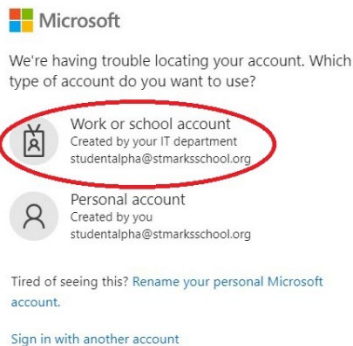 Microsoft
We're having trouble locating your account. Which
type of account do you want to use?
Work or school account
Created by your IT department
studentalpha@stmarksschool.org
Personal account
Created by you
studentalpha@stmarksschool.org
Tired of seeing this? Rename your personal Microsoft
account.
Sign in with another account